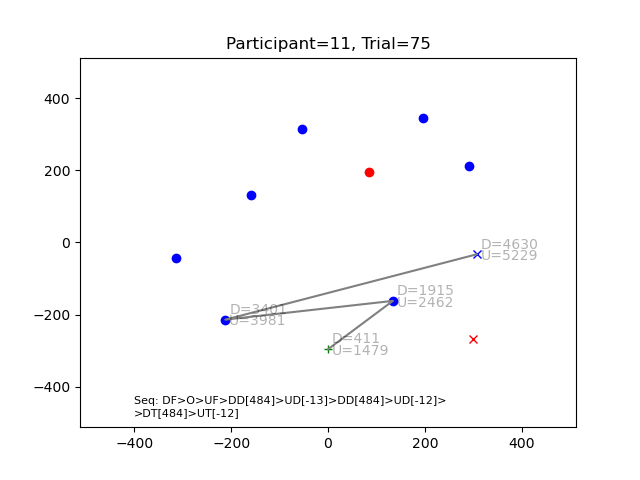 Participant=11, Trial=75
400
200
0
−200
−400
D=4630
U=5229
D=1915
U=2462
D=3401
U=3981
D=411
U=1479
Seq: DF>O>UF>DD[484]>UD[-13]>DD[484]>UD[-12]>
>DT[484]>UT[-12]
−400 −200 0 200 400